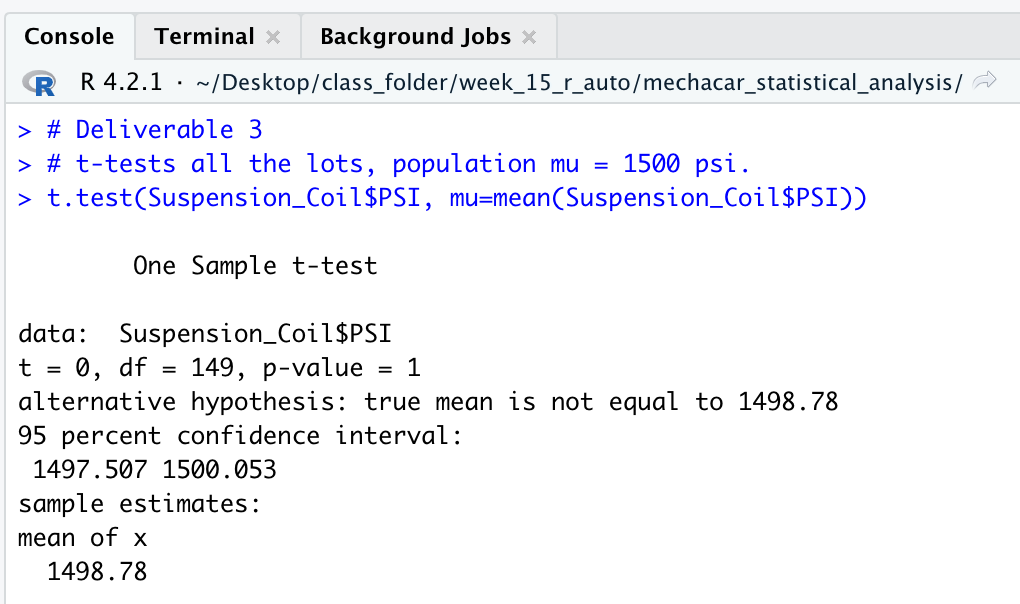 Console Terminal × Background Jobs ×
R R 4.2.1 · ~/Desktop/class_folder/week_15_r_auto/mechacar_statistical_analysis/
> # Deliverable 3
> # t-tests all the lots, population mu = 1500 psi.
> t.test(Suspension_Coil$PSI, mu=mean(Suspension_Coil$PSI))
One Sample t-test
data:  Suspension_Coil$PSI
t = 0, df = 149, p-value = 1
alternative hypothesis: true mean is not equal to 1498.78
95 percent confidence interval:
1497.507 1500.053
sample estimates:
mean of x
1498.78